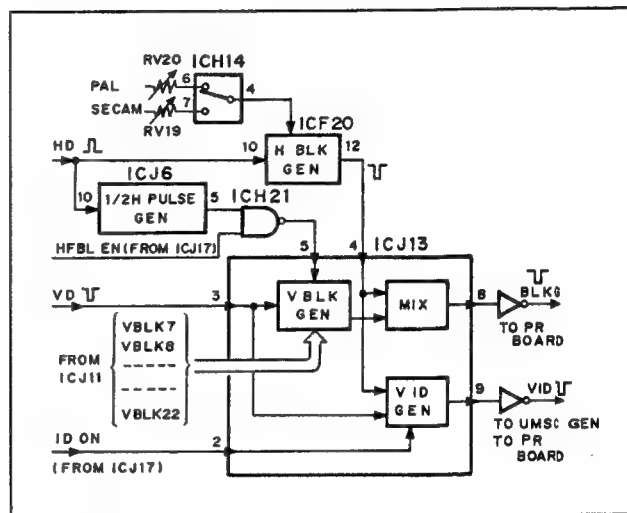 RV20 ICH14
PAL 6 4
SECAM 7
RV19
ICF20
HD 10 H BLK GEN 12
ICJ6
10 1/2H PULSE GEN 5
ICH21
HFBL EN (FROM ICJ17)
5 4 ICJ13
VD 3
V BLK GEN
MIX
8 BLKG
TO PR BOARD
FROM ICJ11
VBLK7
VBLK8
-----
-----
VBLK22
V ID GEN
9 VID
TO UMSC GEN
TO PR BOARD
ID ON 2
(FROM ICJ17)